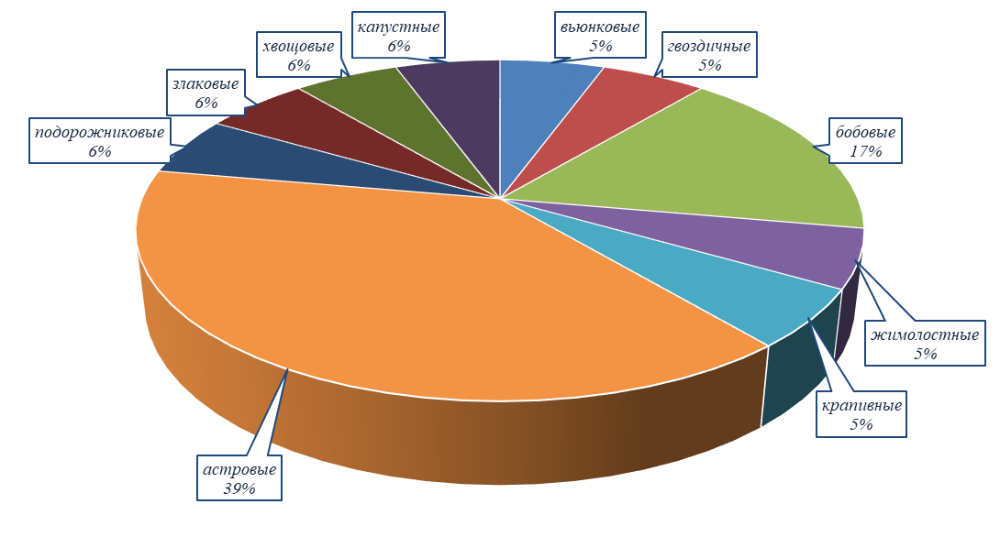 капустные
6%
вьюнковые
5%
хвощовые
6%
гвоздичные
5%
злаковые
6%
подорожниковые
6%
бобовые
17%
жимолостные
5%
крапивные
5%
астровые
39%